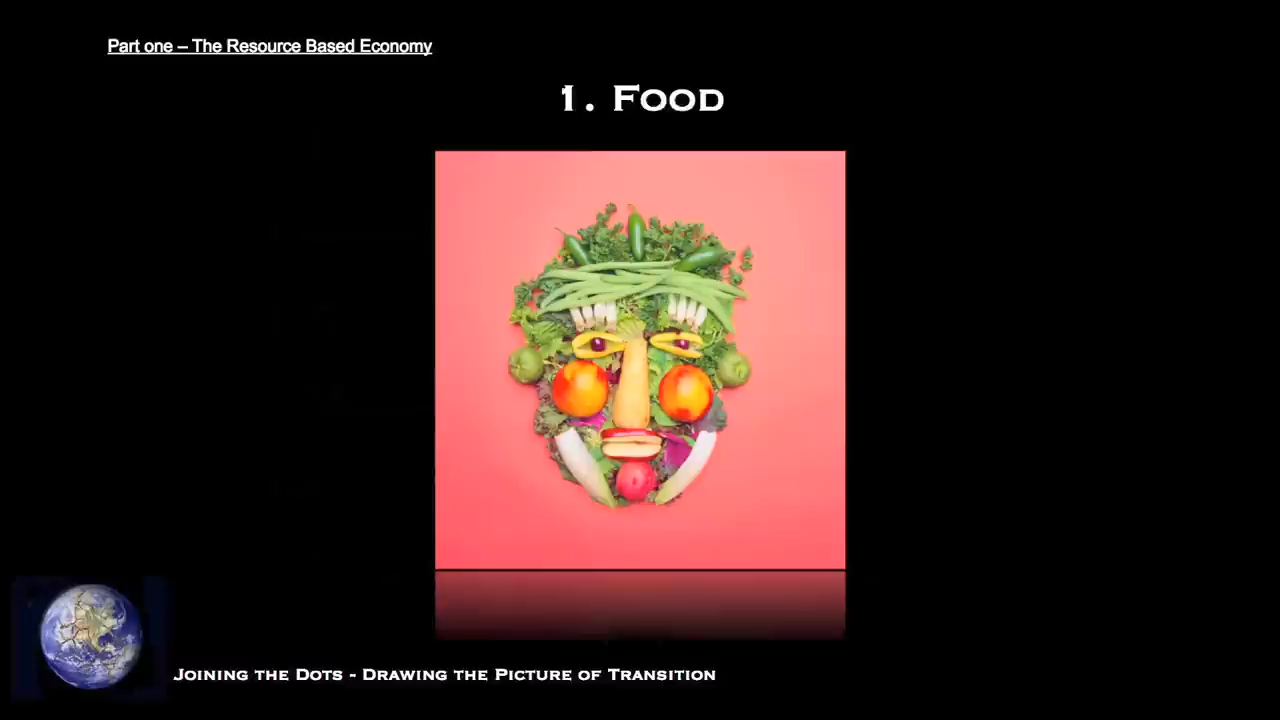 Part one – The Resource Based Economy
1. Food
Joining the Dots - Drawing the Picture of Transition